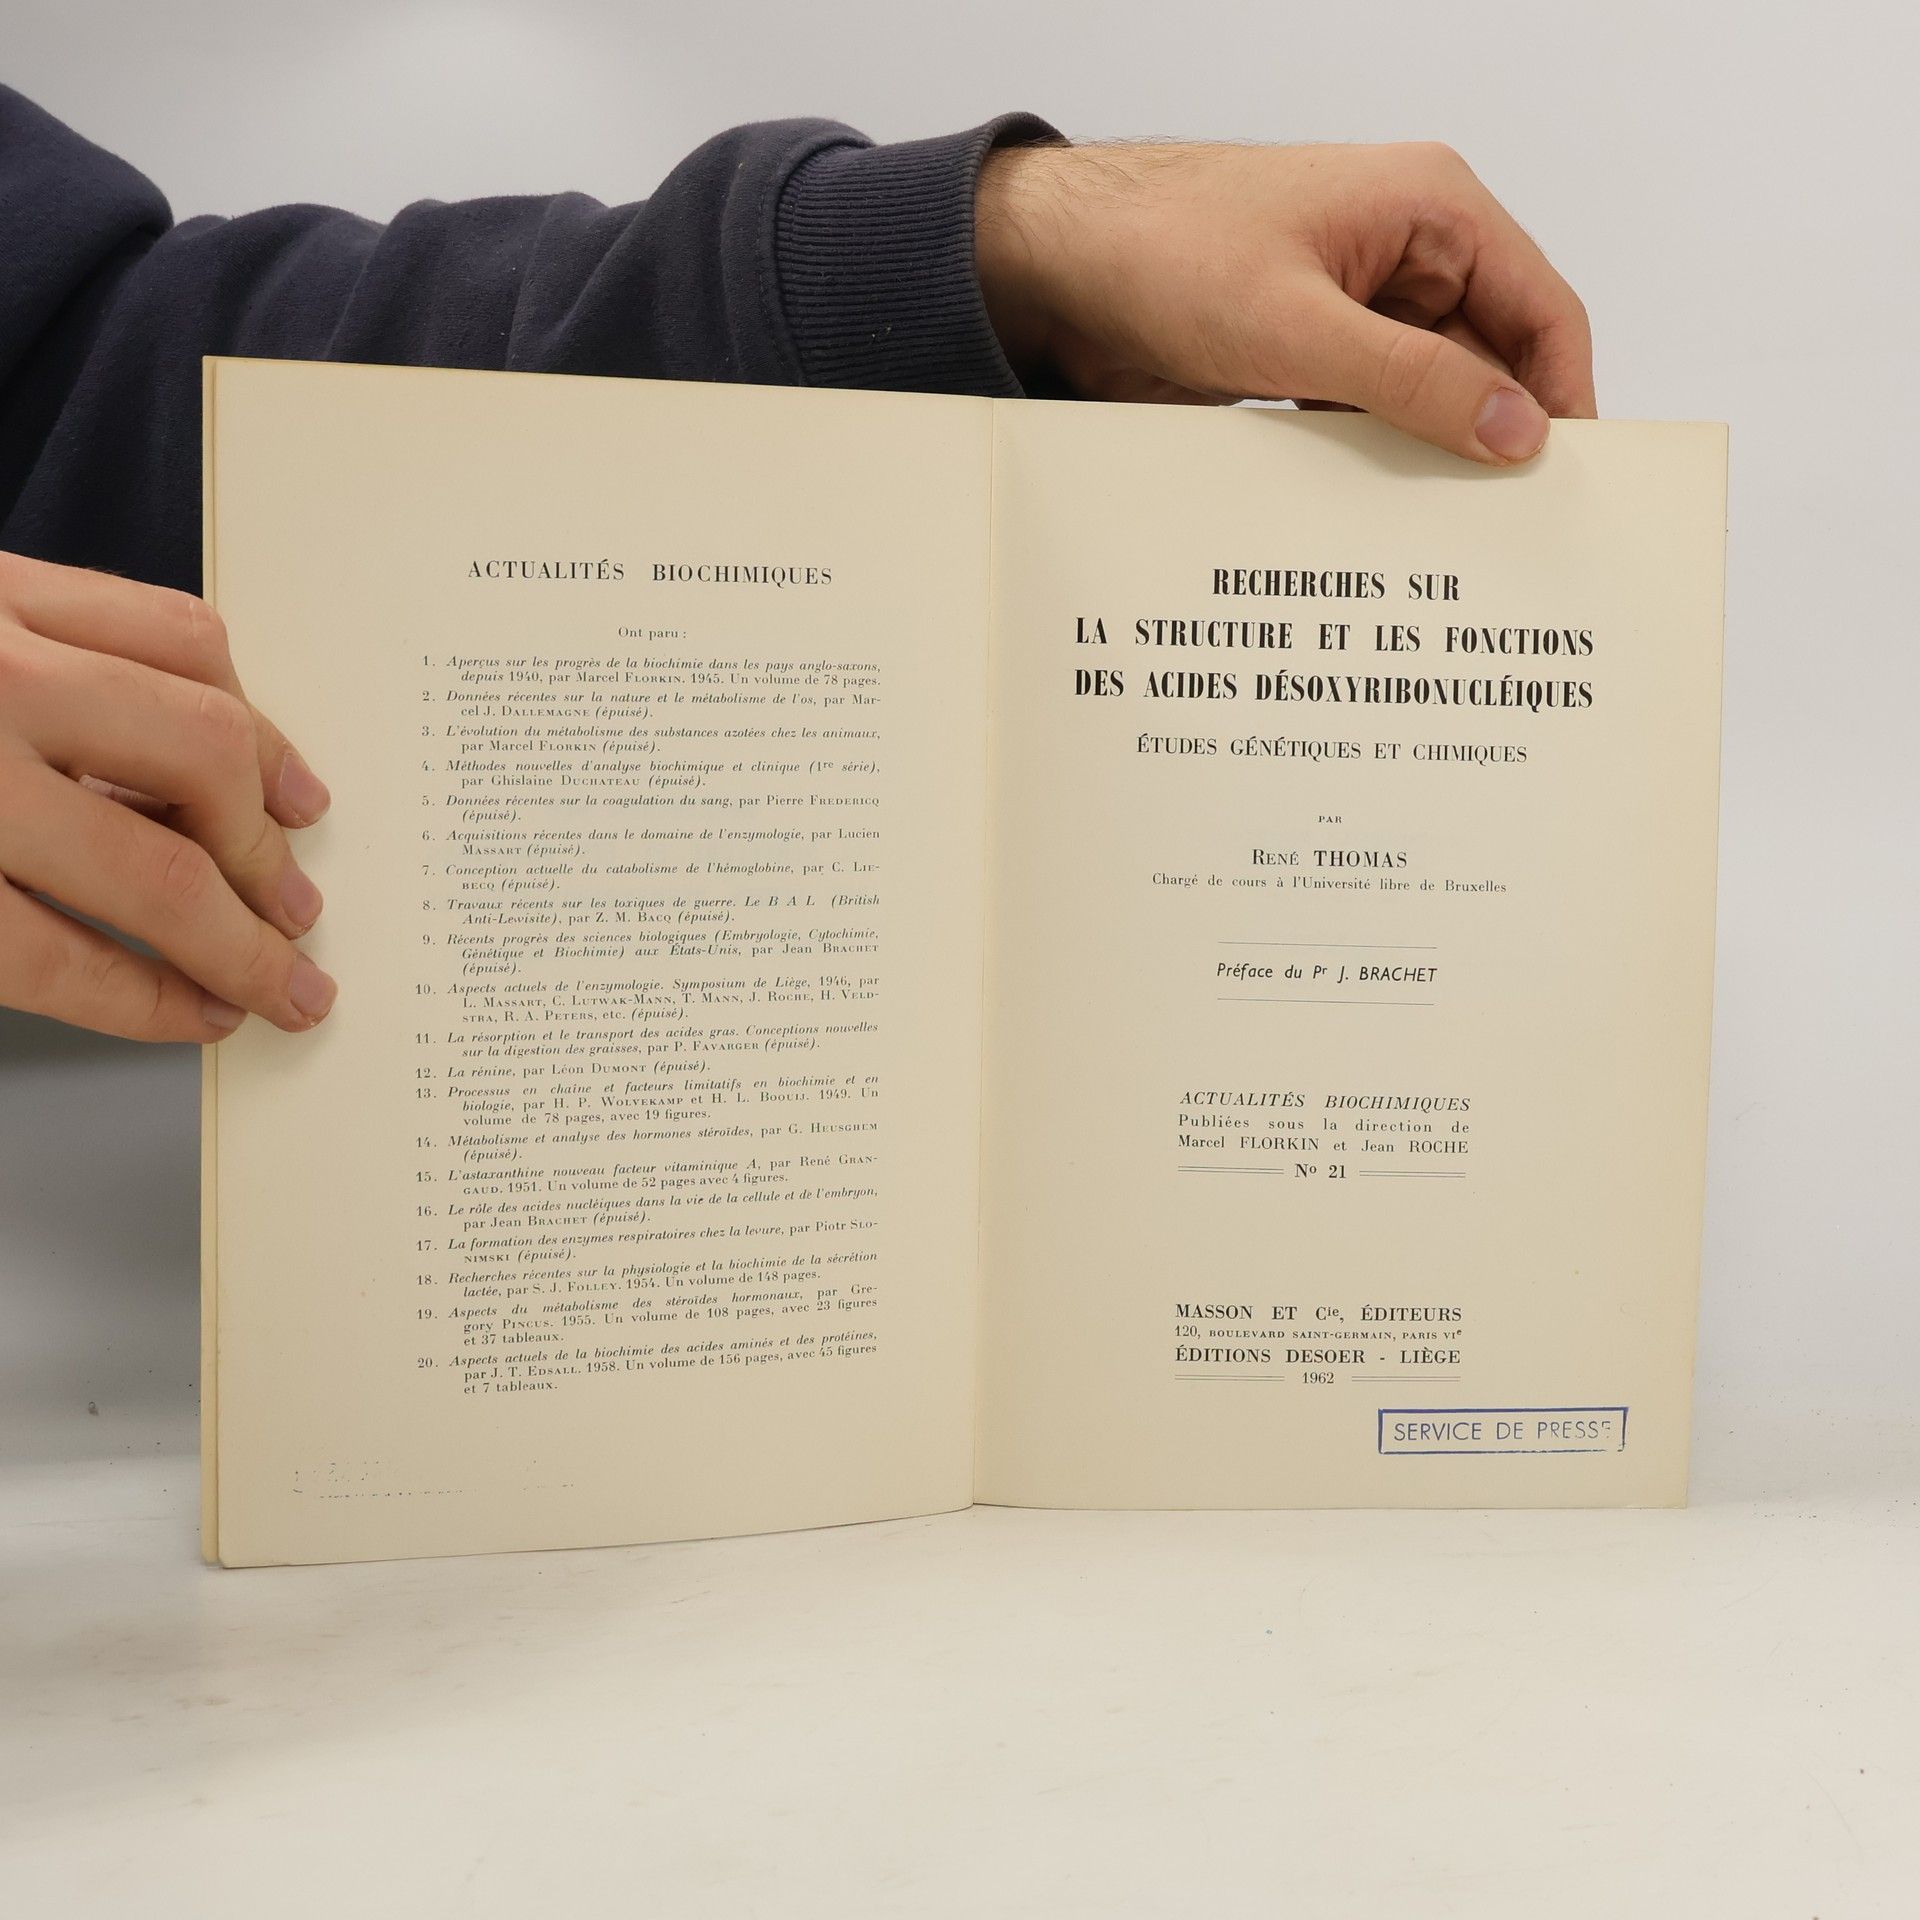 ACTUALITÉS BIOCHIMIQUES
Ont paru :
1. Aperçus sur les progrès de la biochimie dans les pays anglo-saxons,
depuis 1940, par Marcel FLORKIN. 1945. Un volume de 78 pages.
2. Données récentes sur la nature et le métabolisme de l'os, par Mar-
cel J. DALLEMAGNE (épuisé).
3. L'évolution du métabolisme des substances azotées chez les animaux,
par Marcel FLORKIN (épuisé).
4. Méthodes nouvelles d'analyse biochimique et clinique (1re série),
par Ghislaine DUCHATEAU (épuisé).
5. Données récentes sur la coagulation du sang, par Pierre FREDERICQ
(épuisé).
6. Acquisitions récentes dans le domaine de l'enzymologie, par Lucien
MASSART (épuisé).
7. Conception actuelle du catabolisme de l'hémoglobine, par C. LIE-
BECQ (épuisé).
8. Travaux récents sur les toxiques de guerre. Le B A L (British
Anti-Lewisite), par Z. M. BACQ (épuisé).
9. Récents progrès des sciences biologiques (Embryologie, Cytochimie,
Génétique et Biochimie) aux États-Unis, par Jean BRACHET
(épuisé).
10. Aspects actuels de l'enzymologie. Symposium de Liège, 1946, par
L. MASSART, C. LUTWAK-MANN, T. MANN, J. ROCHE, H. VELD-
STRA, R. A. PETERS, etc. (épuisé).
11. La résorption et le transport des acides gras. Conceptions nouvelles
sur la digestion des graisses, par P. FAVARGER (épuisé).
12. La rénine, par Léon DUMONT (épuisé).
13. Processus en chaîne et facteurs limitatifs en biochimie et en
biologie, par H. P. WOLVEKAMP et H. L. BOOUIJ. 1949. Un
volume de 78 pages, avec 19 figures.
14. Métabolisme et analyse des hormones stéroïdes, par G. HEUSGHEM
(épuisé).
15. L'astaxanthine nouveau facteur vitaminique A, par René GRAN-
GAUD. 1951. Un volume de 52 pages avec 4 figures.
16. Le rôle des acides nucléiques dans la vie de la cellule et de l'embryon,
par Jean BRACHET (épuisé).
17. La formation des enzymes respiratoires chez la levure, par Piotr SLO-
NIMSKI (épuisé).
18. Recherches récentes sur la physiologie et la biochimie de la sécrétion
lactée, par S. J. FOLLEY. 1954. Un volume de 148 pages.
19. Aspects du métabolisme des stéroïdes hormonaux, par Gre-
gory PINCUS. 1955. Un volume de 108 pages, avec 23 figures
et 37 tableaux.
20. Aspects actuels de la biochimie des acides aminés et des protéines,
par J. T. EDSALL. 1958. Un volume de 156 pages, avec 45 figures
et 7 tableaux.
RECHERCHES SUR
LA STRUCTURE ET LES FONCTIONS
DES ACIDES DÉSOXYRIBONUCLÉIQUES
ÉTUDES GÉNÉTIQUES ET CHIMIQUES
PAR
RENÉ THOMAS
Chargé de cours à l'Université libre de Bruxelles
Préface du Pr J. BRACHET
ACTUALITÉS BIOCHIMIQUES
Publiées sous la direction de
Marcel FLORKIN et Jean ROCHE
No 21
MASSON ET Cie, ÉDITEURS
120, BOULEVARD SAINT-GERMAIN, PARIS VIe
ÉDITIONS DESOER - LIÈGE
1962
SERVICE DE PRESSE